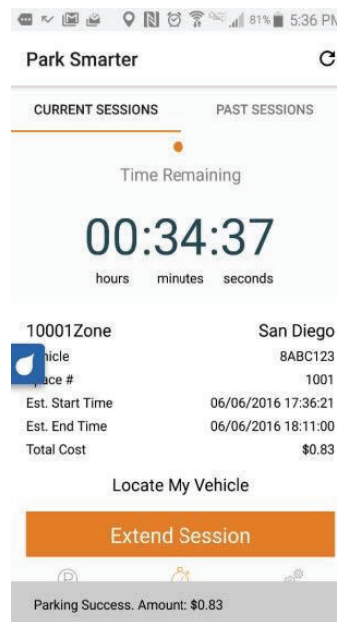 81% 5:36 PM
Park Smarter
CURRENT SESSIONS PAST SESSIONS
Time Remaining
00:34:37
hours minutes seconds
10001Zone San Diego
8ABC123
# 1001
Est. Start Time 06/06/2016 17:36:21
Est. End Time 06/06/2016 18:11:00
Total Cost $0.83
Locate My Vehicle
Extend Session
P
Parking Success. Amount: $0.83